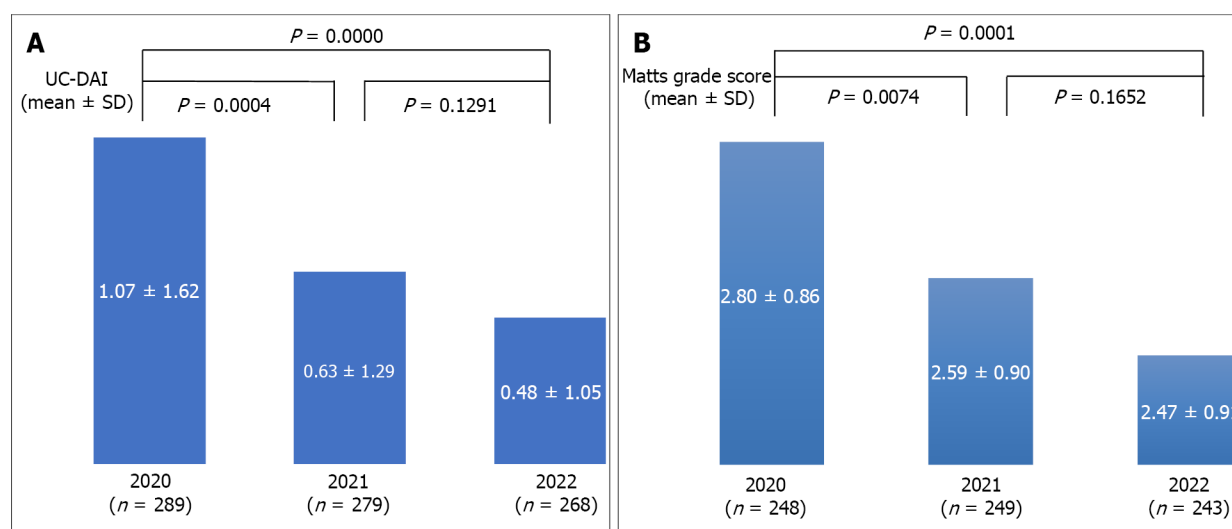 A
P = 0.0000
UC-DAI
(mean ± SD)
P = 0.0004
P = 0.1291
1.07 ± 1.62
0.63 ± 1.29
0.48 ± 1.05
2020
(n = 289)
2021
(n = 279)
2022
(n = 268)
B
P = 0.0001
Matts grade score
(mean ± SD)
P = 0.0074
P = 0.1652
2.80 ± 0.86
2.59 ± 0.90
2.47 ±
2020
(n = 248)
2021
(n = 249)
2022
(n = 243)